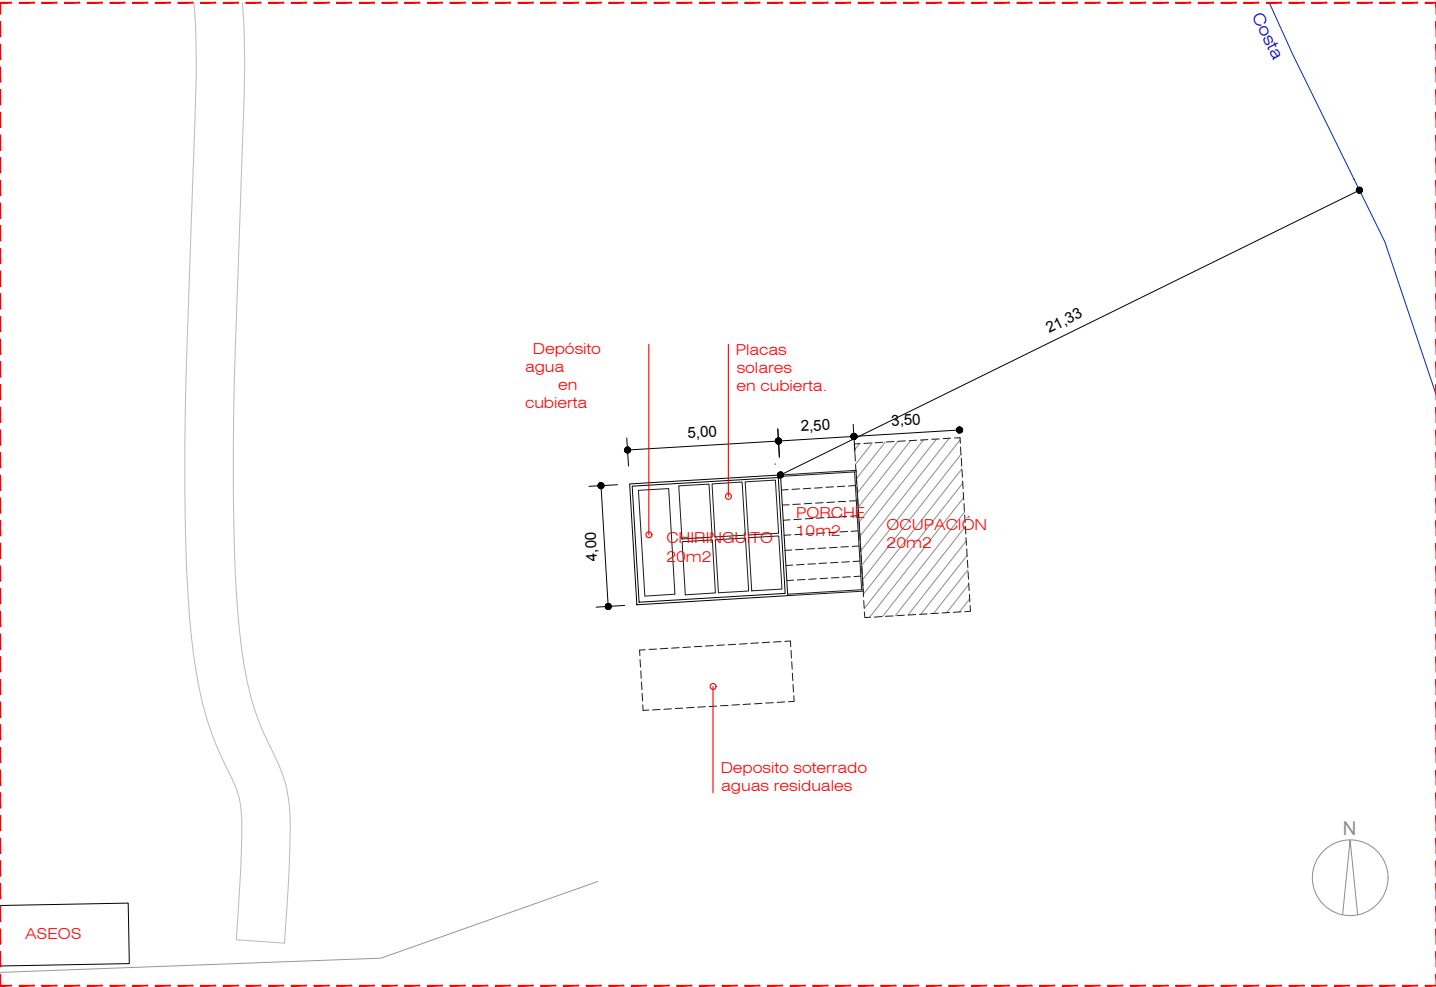 Costa
21,33
Depósito
agua
en
cubierta
Placas
solares
en cubierta.
5,00
2,50
3,50
4,00
CHIRINGUITO
20m2
PORCHE
10m2
OCUPACIÓN
20m2
Deposito soterrado
aguas residuales
N
ASEOS